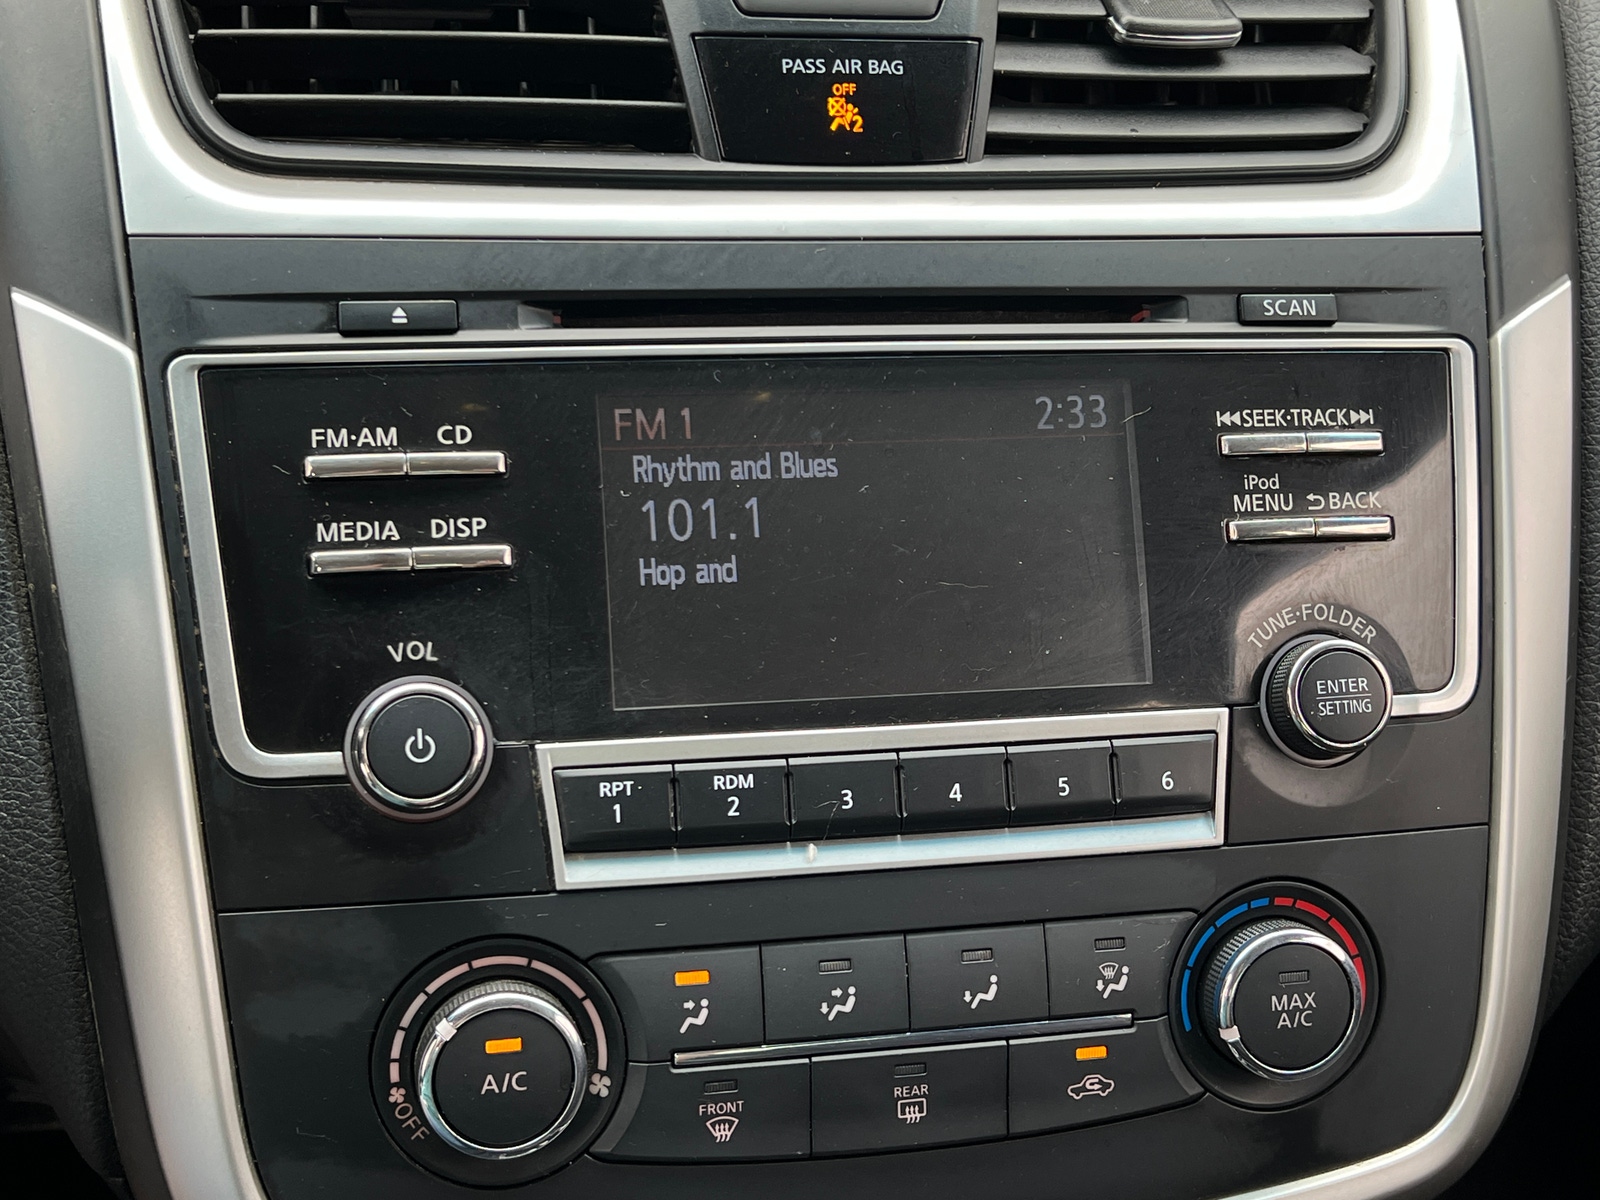 PASS AIR BAG
OFF
2
SCAN
FM·AM CD
MEDIA DISP
VOL
FM 1 2:33
Rhythm and Blues
101.1
Hop and
SEEK·TRACK
iPod
MENU BACK
TUNE·FOLDER
ENTER
SETTING
RPT
1
RDM
2
3
4
5
6
A/C
OFF
MAX
A/C
FRONT
REAR